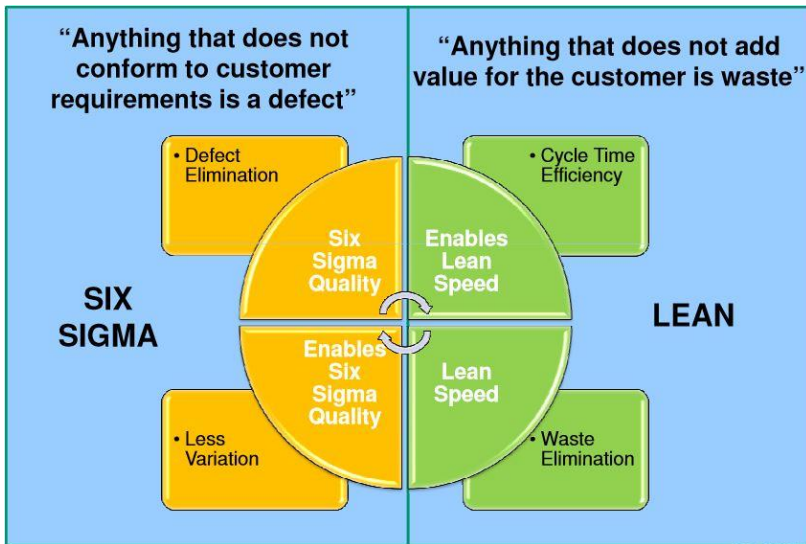 “Anything that does not
conform to customer
requirements is a defect”
“Anything that does not add
value for the customer is waste”
• Defect
Elimination
• Cycle Time
Efficiency
Six
Sigma
Quality
Enables
Lean
Speed
SIX
SIGMA
LEAN
Enables
Six
Sigma
Quality
Lean
Speed
• Less
Variation
• Waste
Elimination